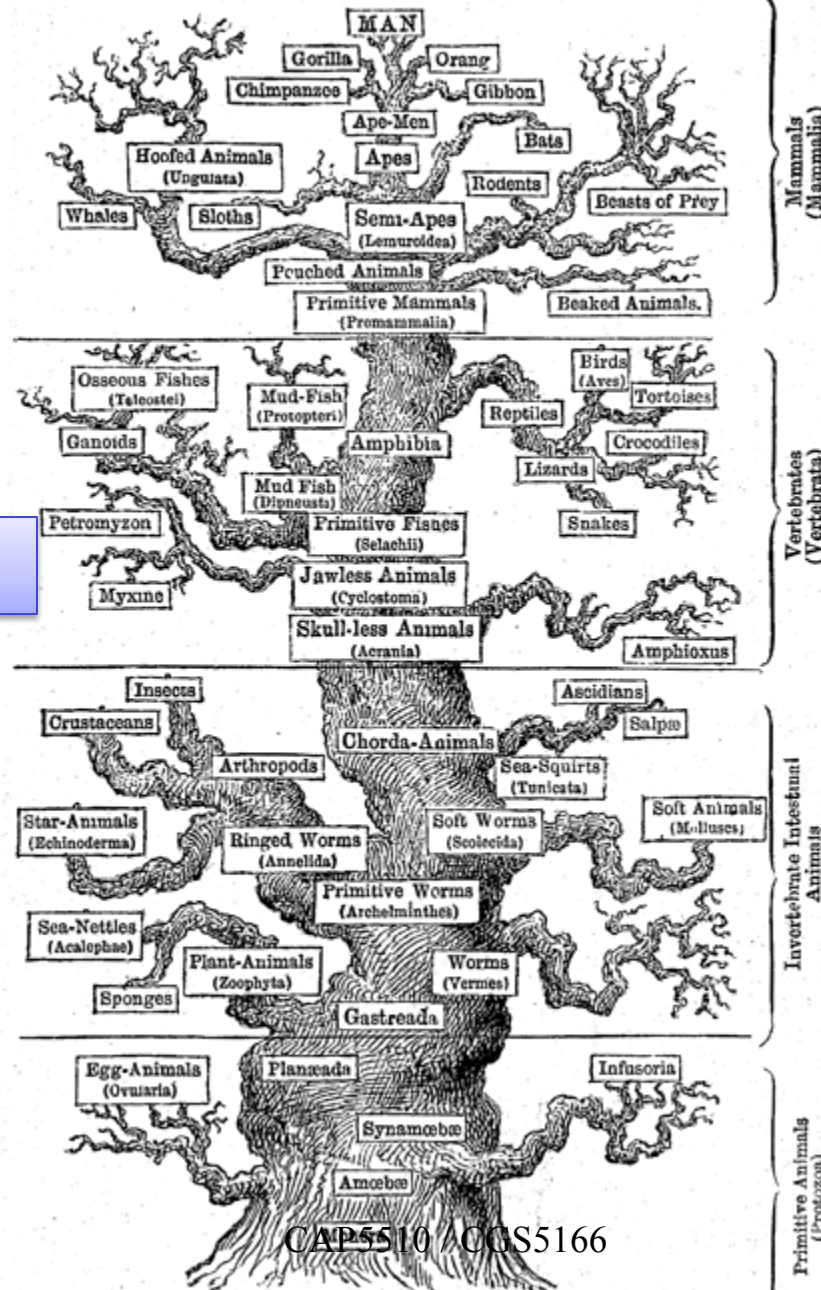 MAN
Gorilla
Orang
Chimpanzee
Gibbon
Ape-Men
Bats
Hoofed Animals
(Ungulata)
Apes
Rodents
Beasts of Prey
Whales
Sloths
Semi-Apes
(Lemuroidea)
Pouched Animals
Primitive Mammals
(Promammalia)
Beaked Animals.
Mammals
(Mammalia)
Osseous Fishes
(Teleostei)
Mud-Fish
(Protopteri)
Birds
(Aves)
Tortoises
Reptiles
Ganoids
Amphibia
Crocodiles
Lizards
Mud Fish
(Dipneusta)
Petromyzon
Primitive Fishes
(Selachii)
Snakes
Jawless Animals
(Cyclostoma)
Myxine
Skull-less Animals
(Acrania)
Amphioxus
Vertebrates
(Vertebrata)
Insects
Ascidians
Crustaceans
Salpæ
Chorda-Animals
Arthropods
Sea-Squirts
(Tunicata)
Star-Animals
(Echinoderma)
Ringed Worms
(Annelida)
Soft Worms
(Scolecida)
Soft Animals
(Mollusca)
Primitive Worms
(Archelminthes)
Sea-Nettles
(Acalephae)
Plant-Animals
(Zoophyta)
Worms
(Vermes)
Sponges
Gastreada
Invertebrate Intestinal
Animals
Egg-Animals
(Ovularia)
Planæada
Infusoria
Synamœbæ
Amœbæ
Primitive Animals
(Protozoa)
CAP5510 / CGS5166